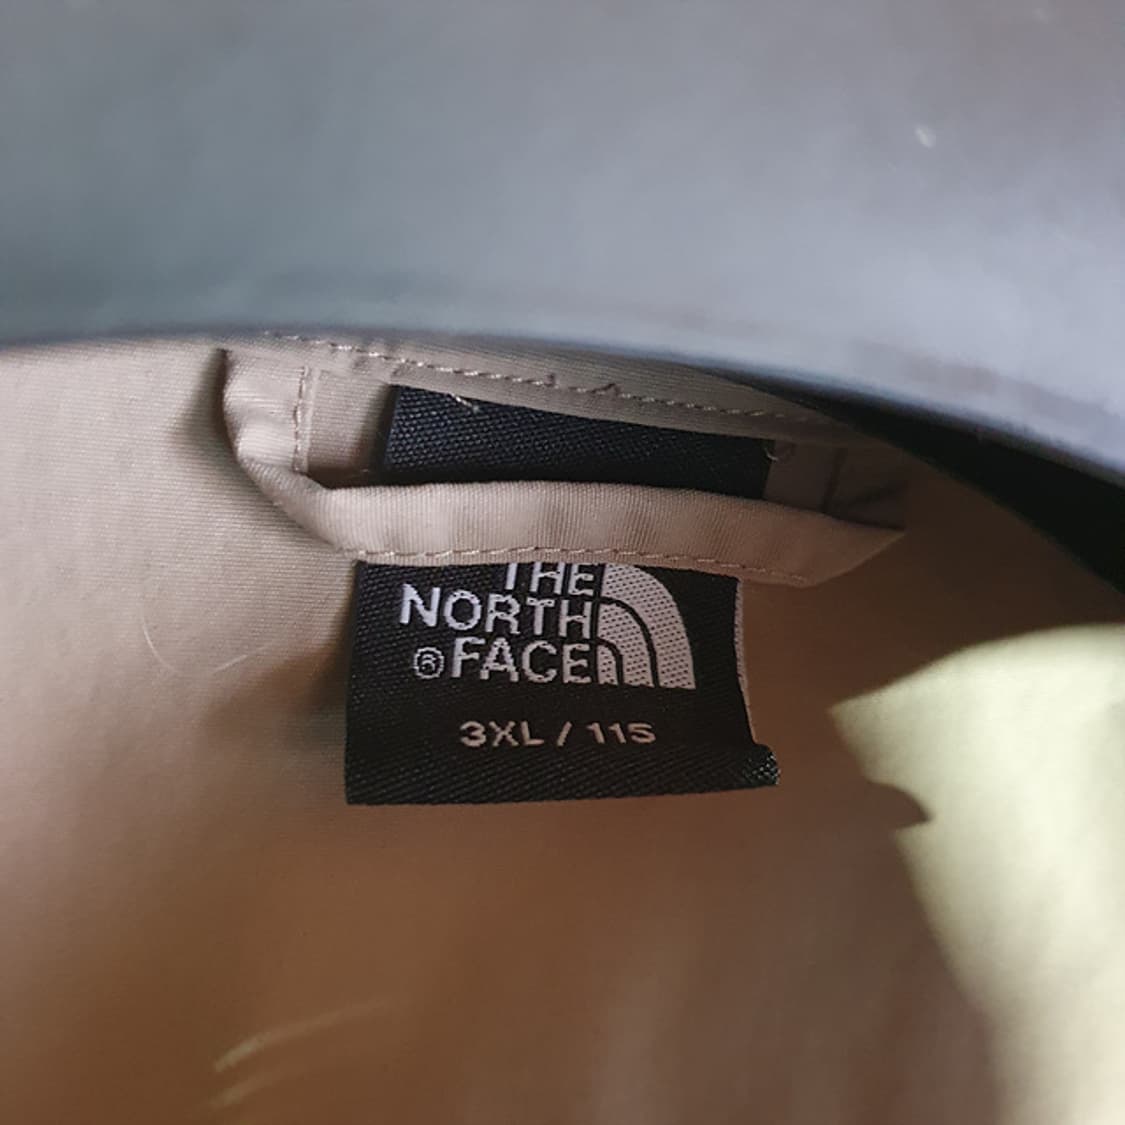 THE
NORTH
®FACE
3XL / 115